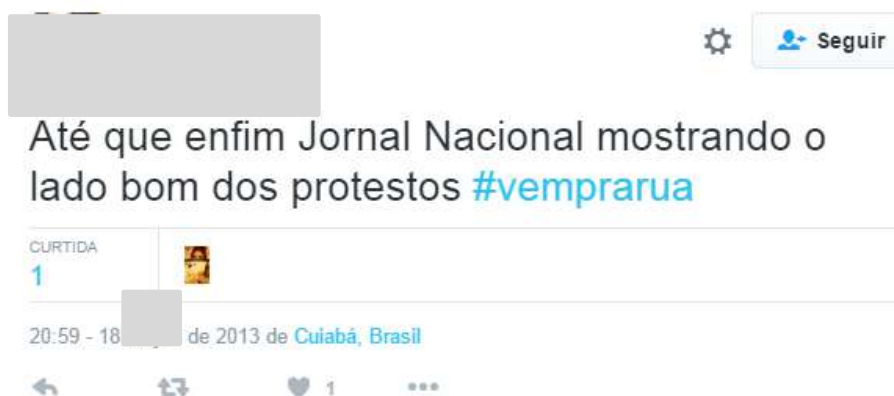 Seguir
Até que enfim Jornal Nacional mostrando o
lado bom dos protestos #vemprarua
CURTIDA
1
20:59 - 18 de 2013 de Cuiabá, Brasil
1